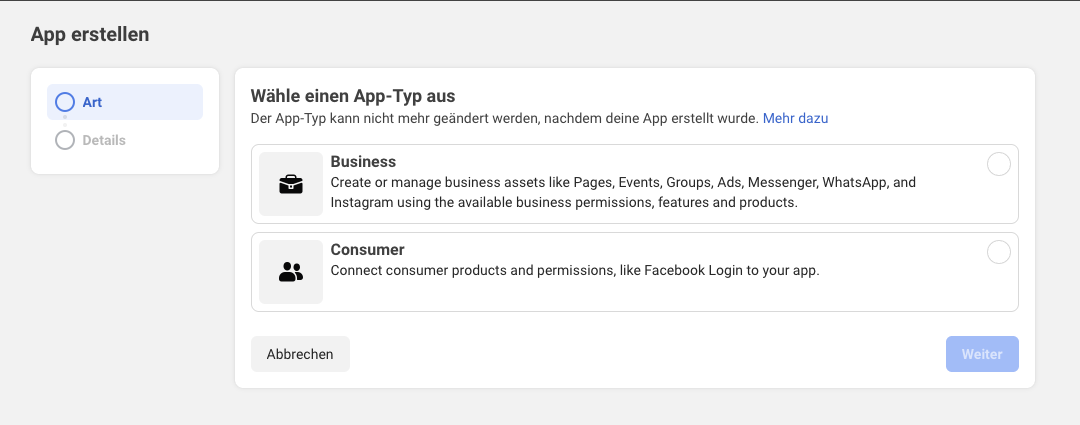 App erstellen
Art
Details
Wähle einen App-Typ aus
Der App-Typ kann nicht mehr geändert werden, nachdem deine App erstellt wurde. Mehr dazu
Business
Create or manage business assets like Pages, Events, Groups, Ads, Messenger, WhatsApp, and
Instagram using the available business permissions, features and products.
Consumer
Connect consumer products and permissions, like Facebook Login to your app.
Abbrechen
Weiter